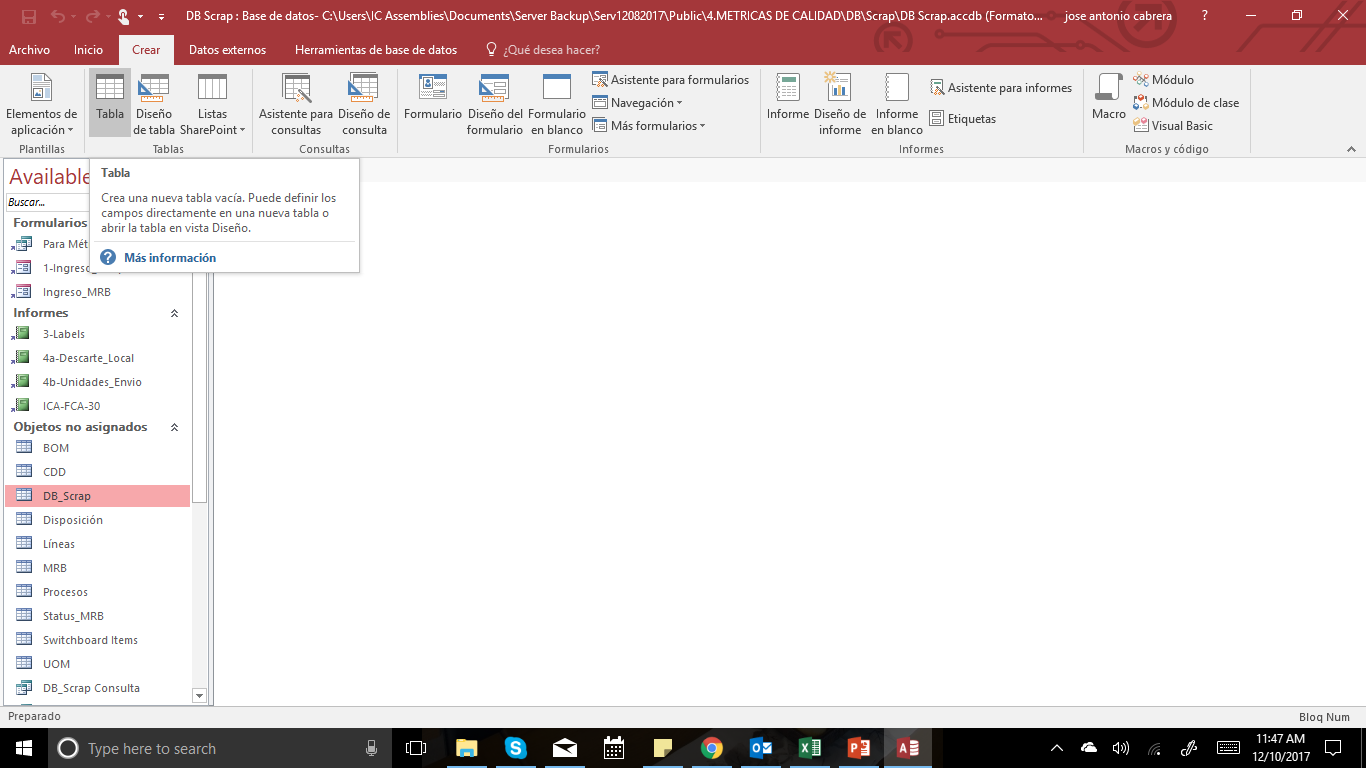 DB Scrap : Base de datos- C:\Users\IC Assemblies\Documents\Server Backup\Serv12082017\Public\4.METRICAS DE CALIDAD\DB\Scrap\DB Scrap.accdb (Formato...
jose antonio cabrera
?
Archivo Inicio Crear Datos externos Herramientas de base de datos ¿Qué desea hacer?
Elementos de aplicación
Plantillas
Tabla
Diseño de tabla
Listas SharePoint
Tablas
Asistente para consultas
Diseño de consulta
Consultas
Formulario
Diseño del formulario
Formulario en blanco
Asistente para formularios
Navegación
Más formularios
Formularios
Informe
Diseño de informe
Informe en blanco
Asistente para informes
Etiquetas
Informes
Macro
Módulo
Módulo de clase
Visual Basic
Macros y código
Tabla
Crea una nueva tabla vacía. Puede definir los
campos directamente en una nueva tabla o
abrir la tabla en vista Diseño.
? Más información
Available
Buscar...
Formularios
Para Mét
1-Ingreso
Ingreso_MRB
Informes
3-Labels
4a-Descarte_Local
4b-Unidades_Envio
ICA-FCA-30
Objetos no asignados
BOM
CDD
DB_Scrap
Disposición
Líneas
MRB
Procesos
Status_MRB
Switchboard Items
UOM
DB_Scrap Consulta
Preparado
Bloq Num
Type here to search
11:47 AM
12/10/2017